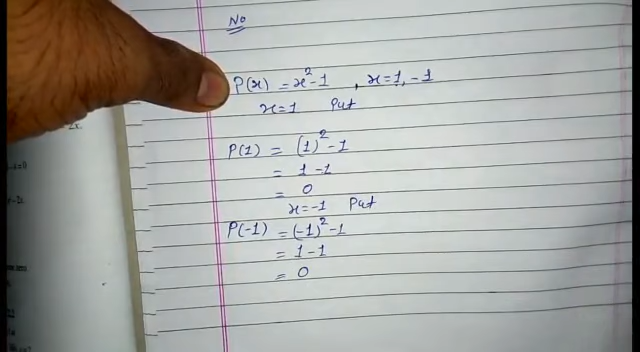 No
P(x) = x² - 1 , x = 1, -1
x = 1 Put
P(1) = (1)² - 1
= 1 - 1
= 0
x = -1 Put
P(-1) = (-1)² - 1
= 1 - 1
= 0